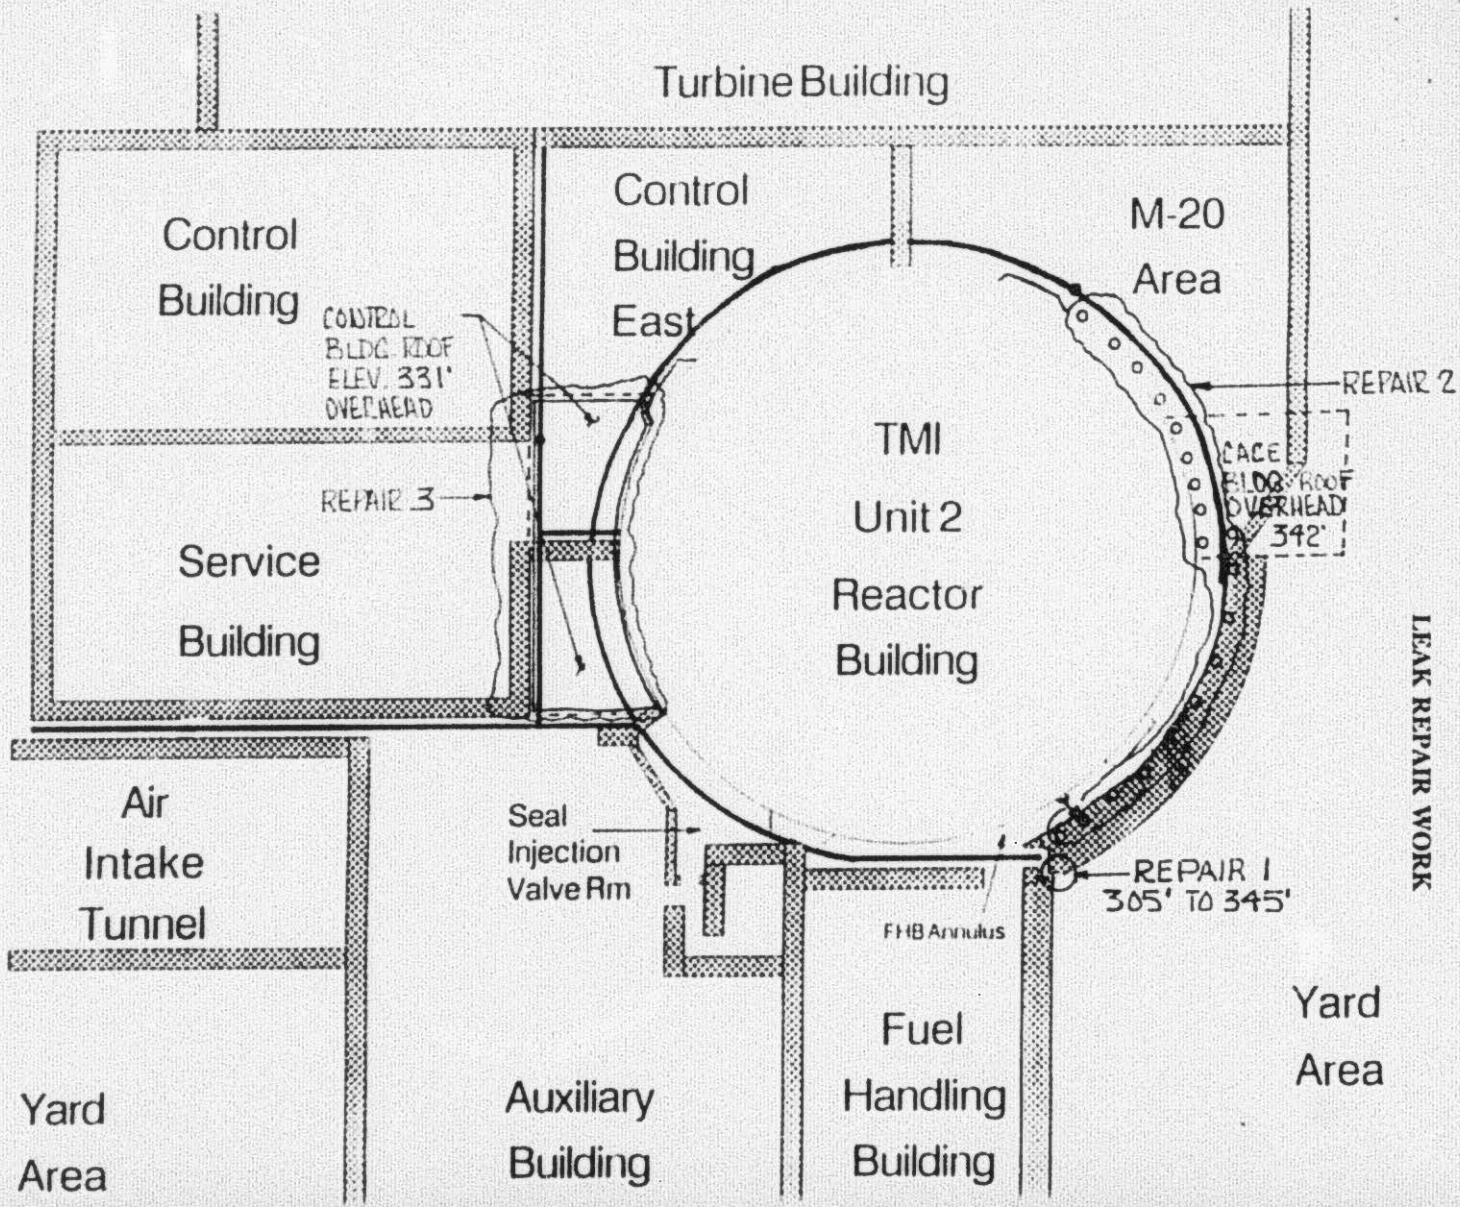 Turbine Building
Control
Building
Control
Building
East
M-20
Area
CONTROL
BLDG. ROOF
ELEV. 331'
OVERHEAD
REPAIR 2
REPAIR 3
TMI
Unit 2
Reactor
Building
CACE
BLDG ROOF
OVERHEAD
342'
Service
Building
LEAK REPAIR WORK
Air
Intake
Tunnel
Seal
Injection
Valve Rm
REPAIR 1
305' TO 345'
FHB Annulus
Yard
Area
Auxiliary
Building
Fuel
Handling
Building
Yard
Area